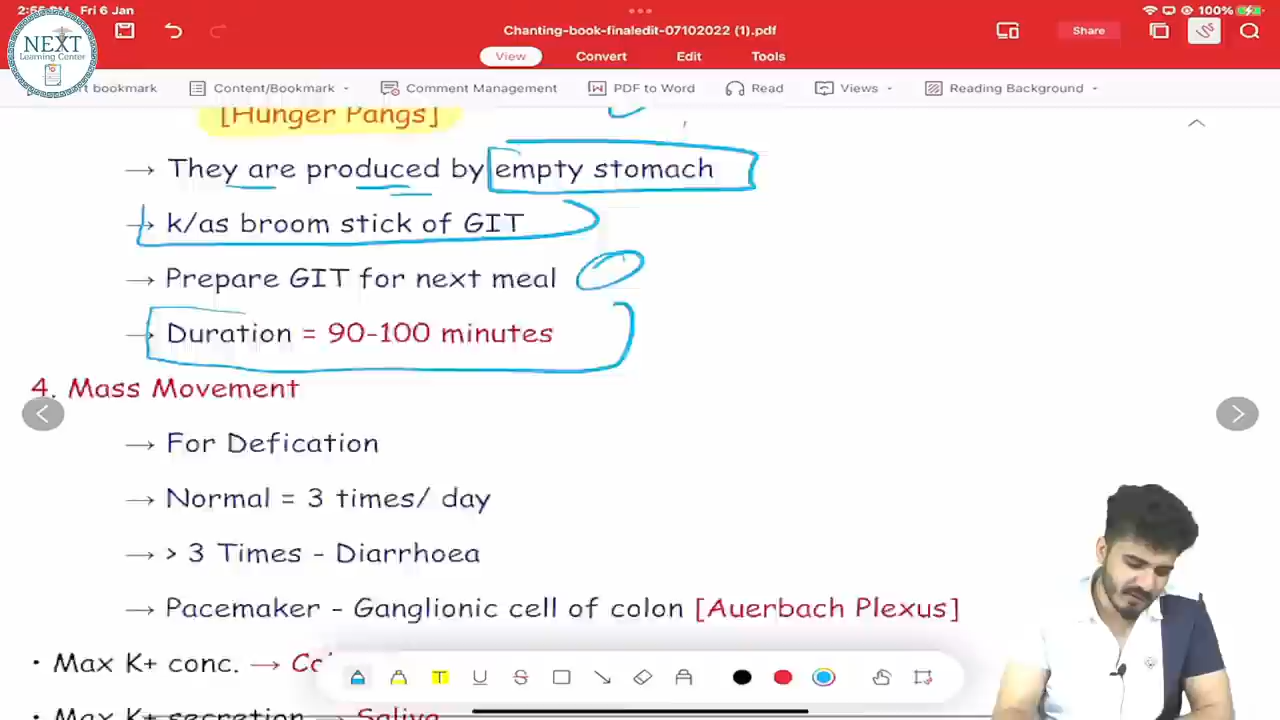 2:55 PM Fri 6 Jan
100%
NEXT
Learning Center
Chanting-book-finaledit-07102022 (1).pdf
Share
View
Convert
Edit
Tools
bookmark
Content/Bookmark
Comment Management
PDF to Word
Read
Views
Reading Background
[Hunger Pangs]
→ They are produced by empty stomach
→ k/as broom stick of GIT
→ Prepare GIT for next meal
→ Duration = 90-100 minutes
4. Mass Movement
→ For Defication
→ Normal = 3 times/ day
→ > 3 Times - Diarrhoea
→ Pacemaker - Ganglionic cell of colon [Auerbach Plexus]
• Max K+ conc. →
• Max K+ secretion → Saliva